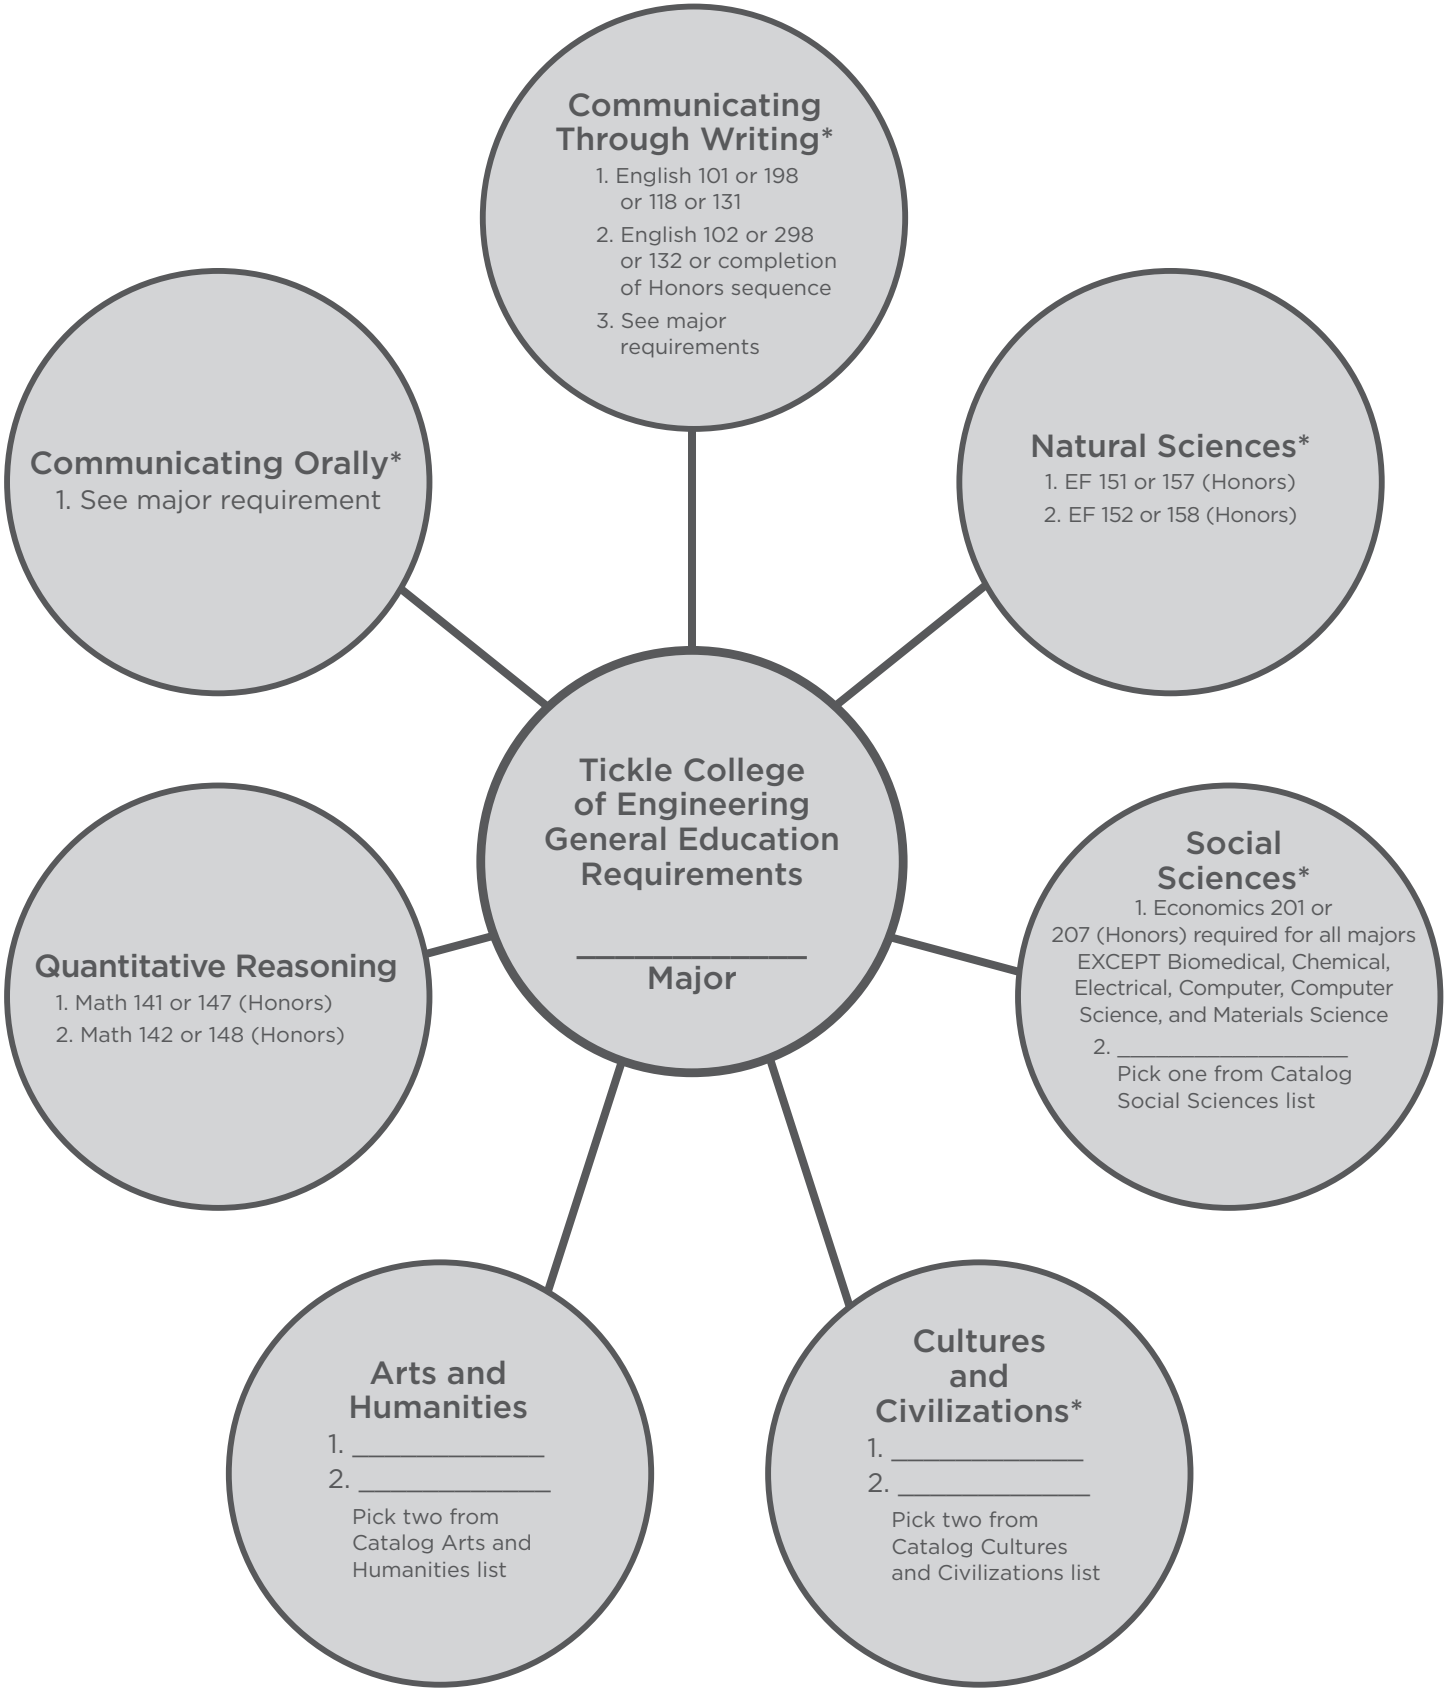 Communicating
Through Writing*
1. English 101 or 198
or 118 or 131
2. English 102 or 298
or 132 or completion
of Honors sequence
3. See major
requirements
Communicating Orally*
1. See major requirement
Natural Sciences*
1. EF 151 or 157 (Honors)
2. EF 152 or 158 (Honors)
Tickle College
of Engineering
General Education
Requirements
______________
Major
Social
Sciences*
1. Economics 201 or
207 (Honors) required for all majors
EXCEPT Biomedical, Chemical,
Electrical, Computer, Computer
Science, and Materials Science
2. __________________
Pick one from Catalog
Social Sciences list
Quantitative Reasoning
1. Math 141 or 147 (Honors)
2. Math 142 or 148 (Honors)
Arts and
Humanities
1. _____________
2. _____________
Pick two from
Catalog Arts and
Humanities list
Cultures
and
Civilizations*
1. _____________
2. _____________
Pick two from
Catalog Cultures
and Civilizations list